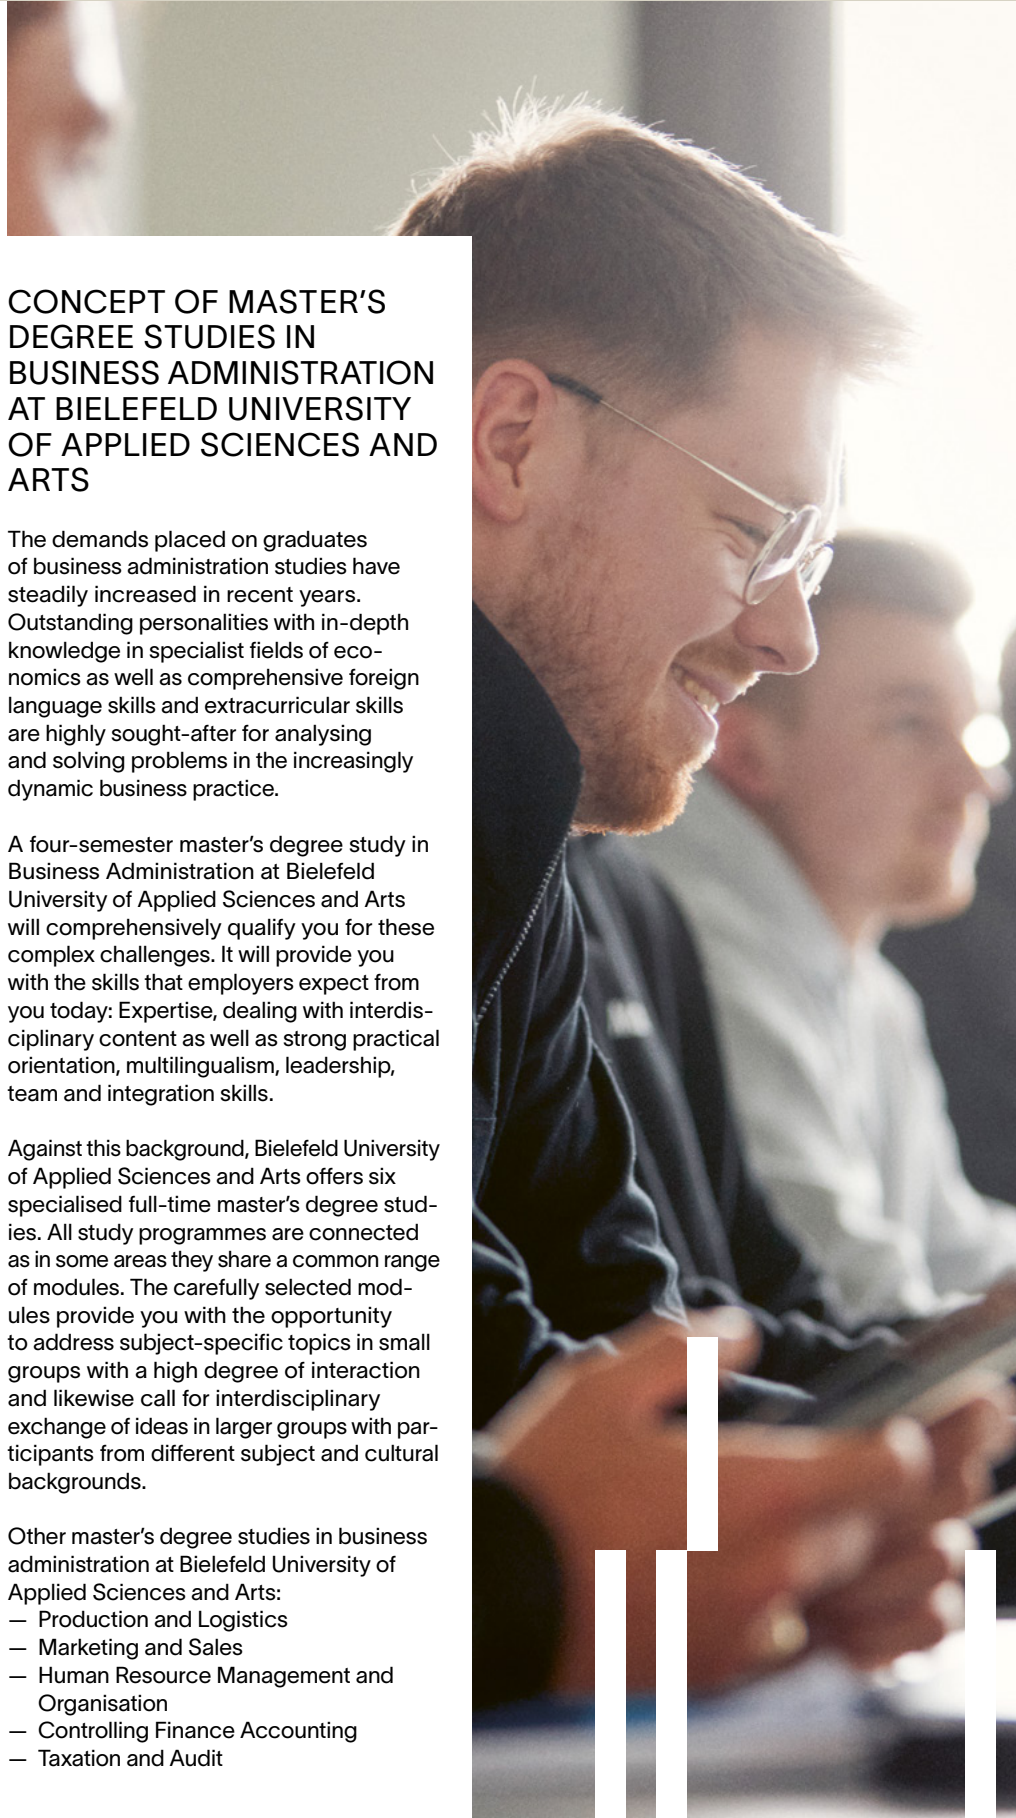 CONCEPT OF MASTER’S
DEGREE STUDIES IN
BUSINESS ADMINISTRATION
AT BIELEFELD UNIVERSITY
OF APPLIED SCIENCES AND
ARTS
The demands placed on graduates
of business administration studies have
steadily increased in recent years.
Outstanding personalities with in-depth
knowledge in specialist fields of eco-
nomics as well as comprehensive foreign
language skills and extracurricular skills
are highly sought-after for analysing
and solving problems in the increasingly
dynamic business practice.
A four-semester master’s degree study in
Business Administration at Bielefeld
University of Applied Sciences and Arts
will comprehensively qualify you for these
complex challenges. It will provide you
with the skills that employers expect from
you today: Expertise, dealing with interdis-
ciplinary content as well as strong practical
orientation, multilingualism, leadership,
team and integration skills.
Against this background, Bielefeld University
of Applied Sciences and Arts offers six
specialised full-time master’s degree stud-
ies. All study programmes are connected
as in some areas they share a common range
of modules. The carefully selected mod-
ules provide you with the opportunity
to address subject-specific topics in small
groups with a high degree of interaction
and likewise call for interdisciplinary
exchange of ideas in larger groups with par-
ticipants from different subject and cultural
backgrounds.
Other master’s degree studies in business
administration at Bielefeld University of
Applied Sciences and Arts:
— Production and Logistics
— Marketing and Sales
— Human Resource Management and
Organisation
— Controlling Finance Accounting
— Taxation and Audit